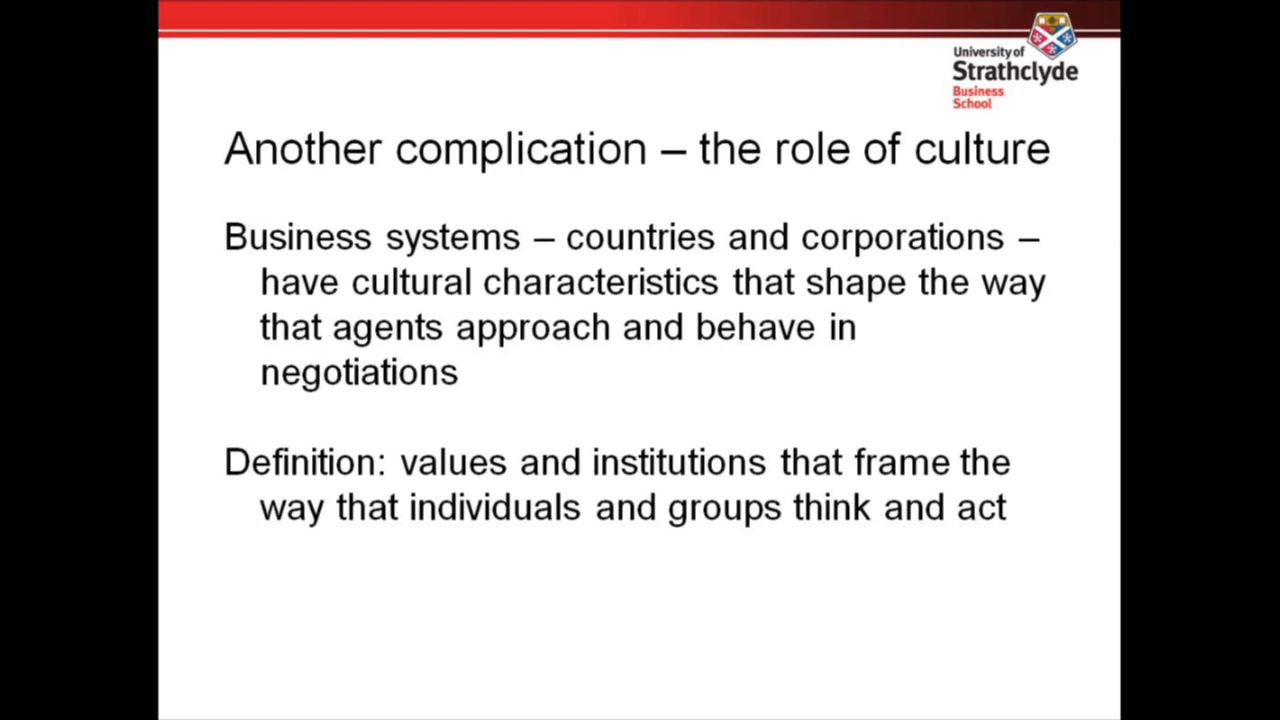 University of
Strathclyde
Business
School
Another complication – the role of culture
Business systems – countries and corporations –
have cultural characteristics that shape the way
that agents approach and behave in
negotiations
Definition: values and institutions that frame the
way that individuals and groups think and act